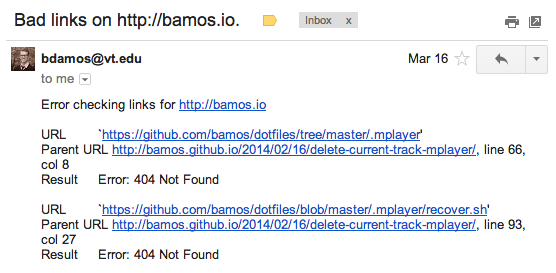 Bad links on http://bamos.io.
Inbox x
bdamos@vt.edu
Mar 16
to me
Error checking links for http://bamos.io
URL `https://github.com/bamos/dotfiles/tree/master/.mplayer'
Parent URL http://bamos.github.io/2014/02/16/delete-current-track-mplayer/, line 66,
col 8
Result Error: 404 Not Found
URL `https://github.com/bamos/dotfiles/blob/master/.mplayer/recover.sh'
Parent URL http://bamos.github.io/2014/02/16/delete-current-track-mplayer/, line 93,
col 27
Result Error: 404 Not Found